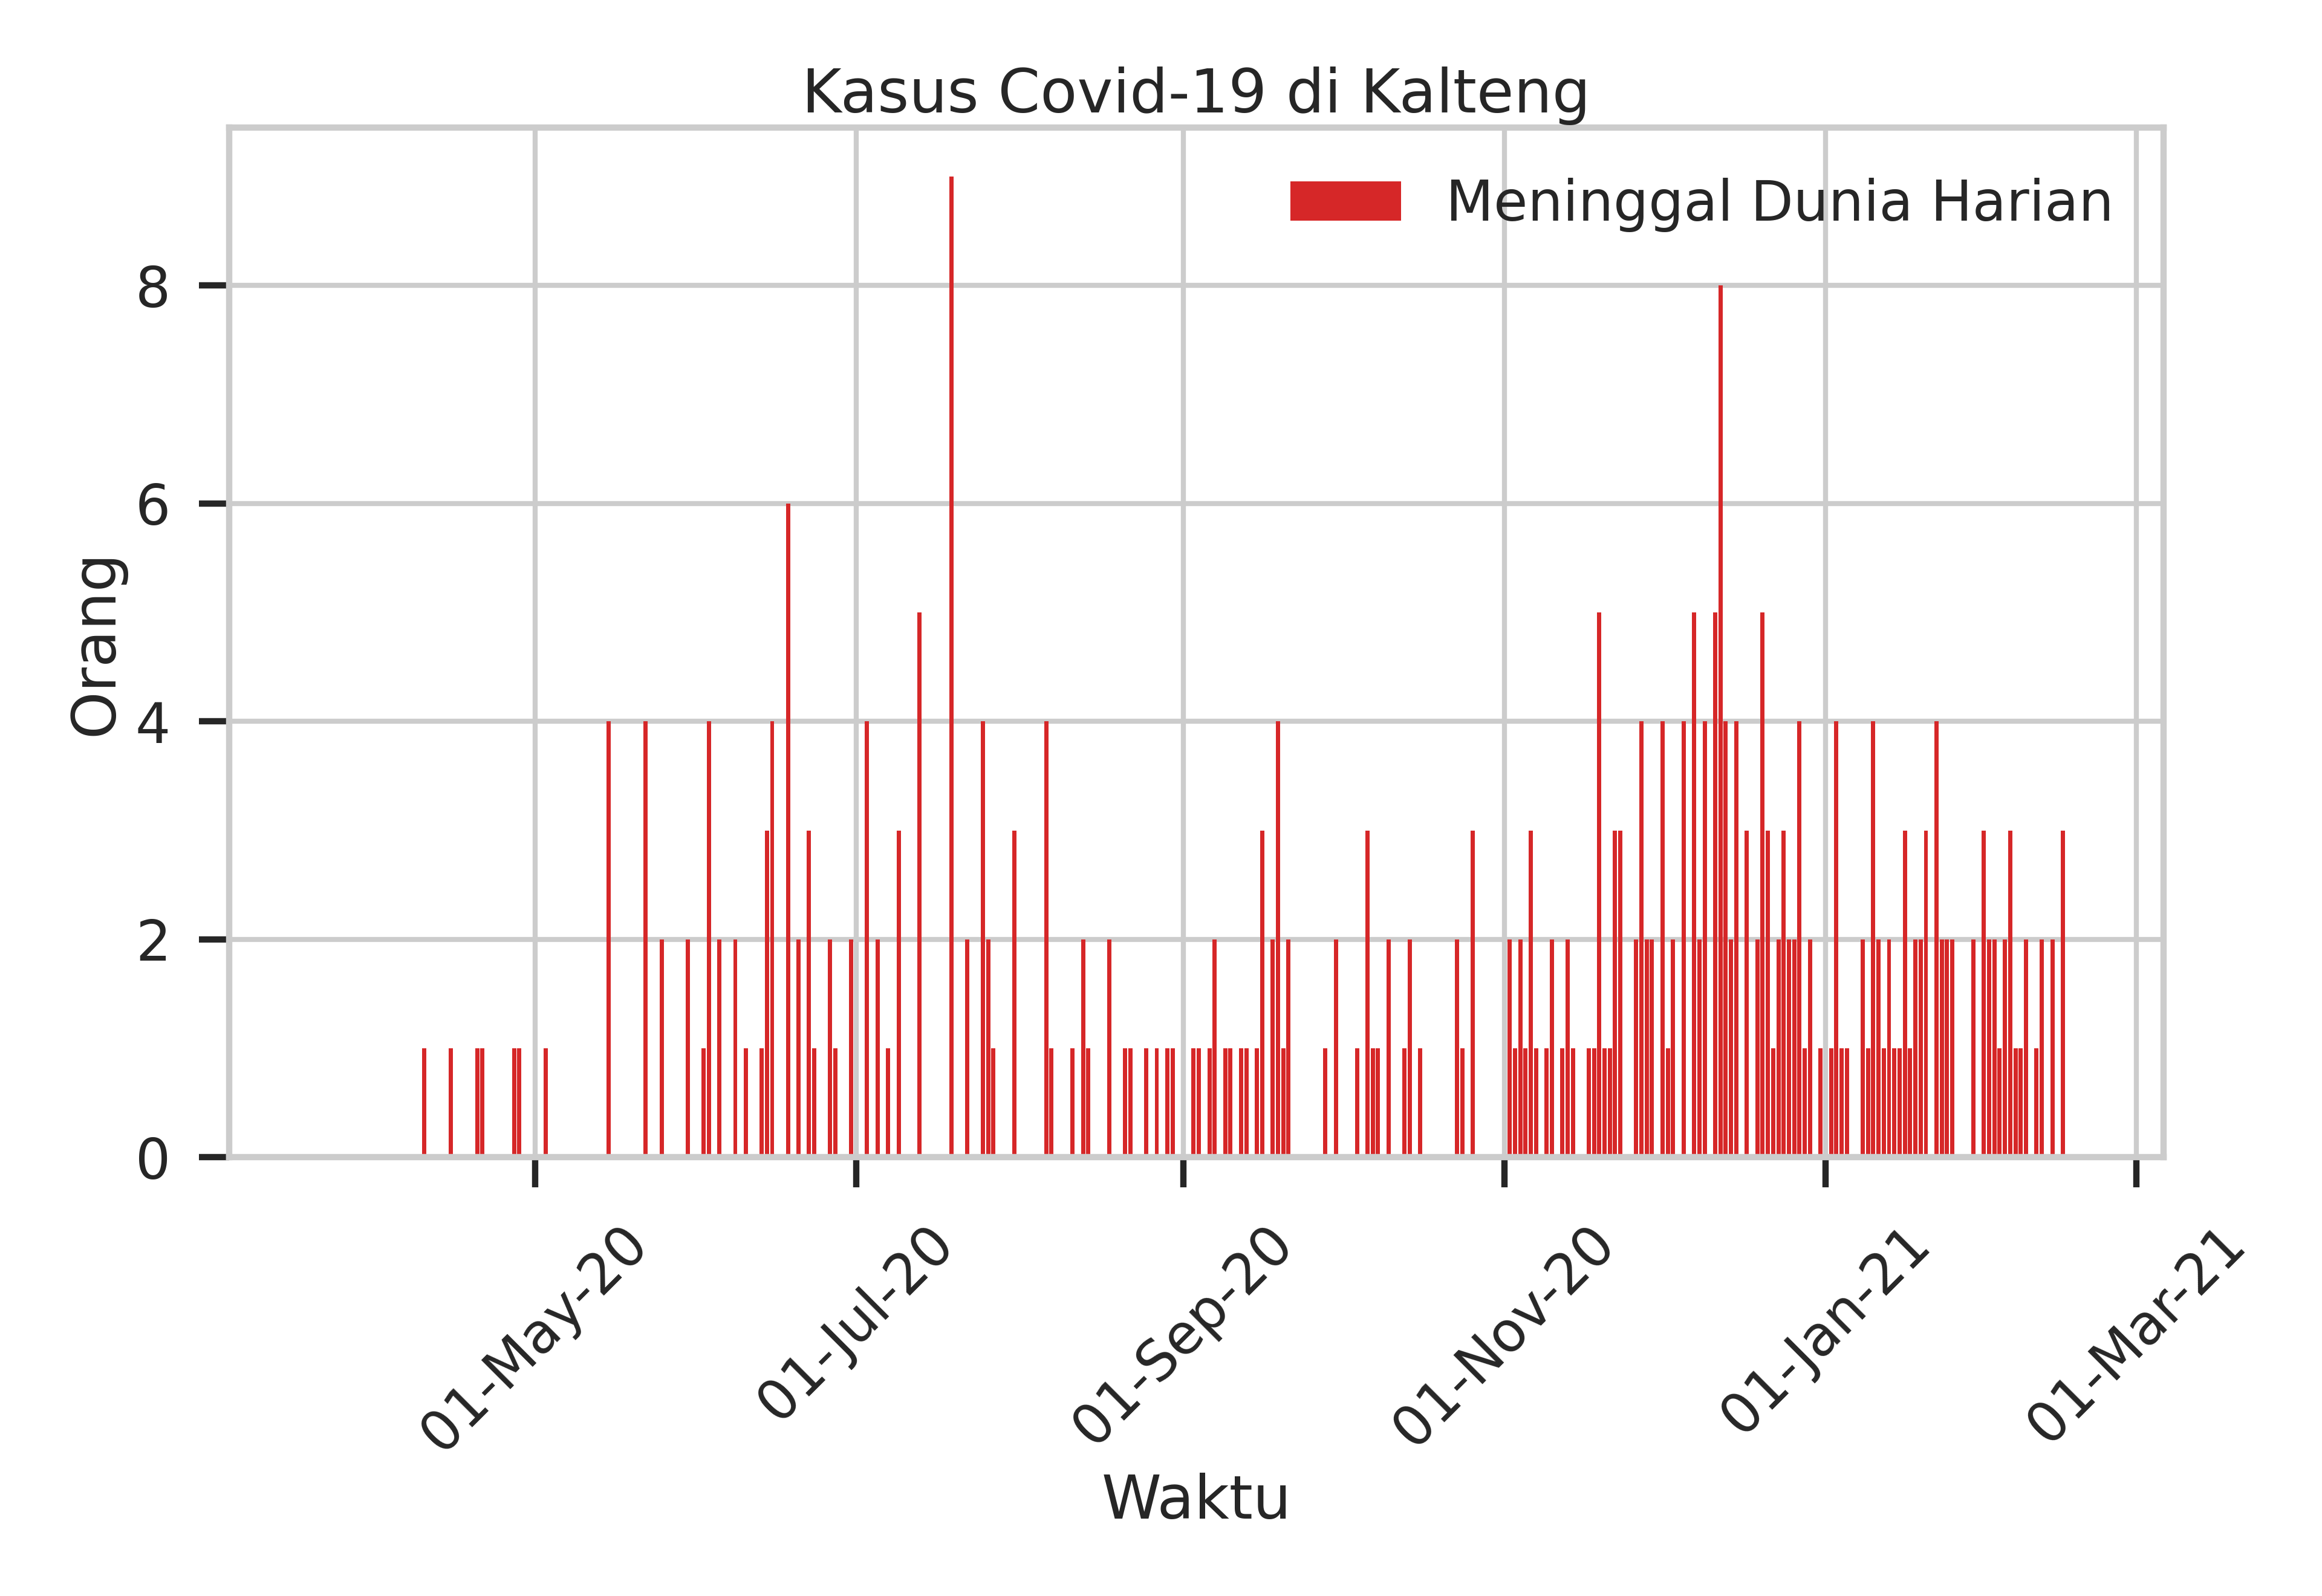 Kasus Covid-19 di Kalteng
Meninggal Dunia Harian
8
6
4
2
0
Orang
01-May-20
01-Jul-20
01-Sep-20
01-Nov-20
01-Jan-21
01-Mar-21
Waktu